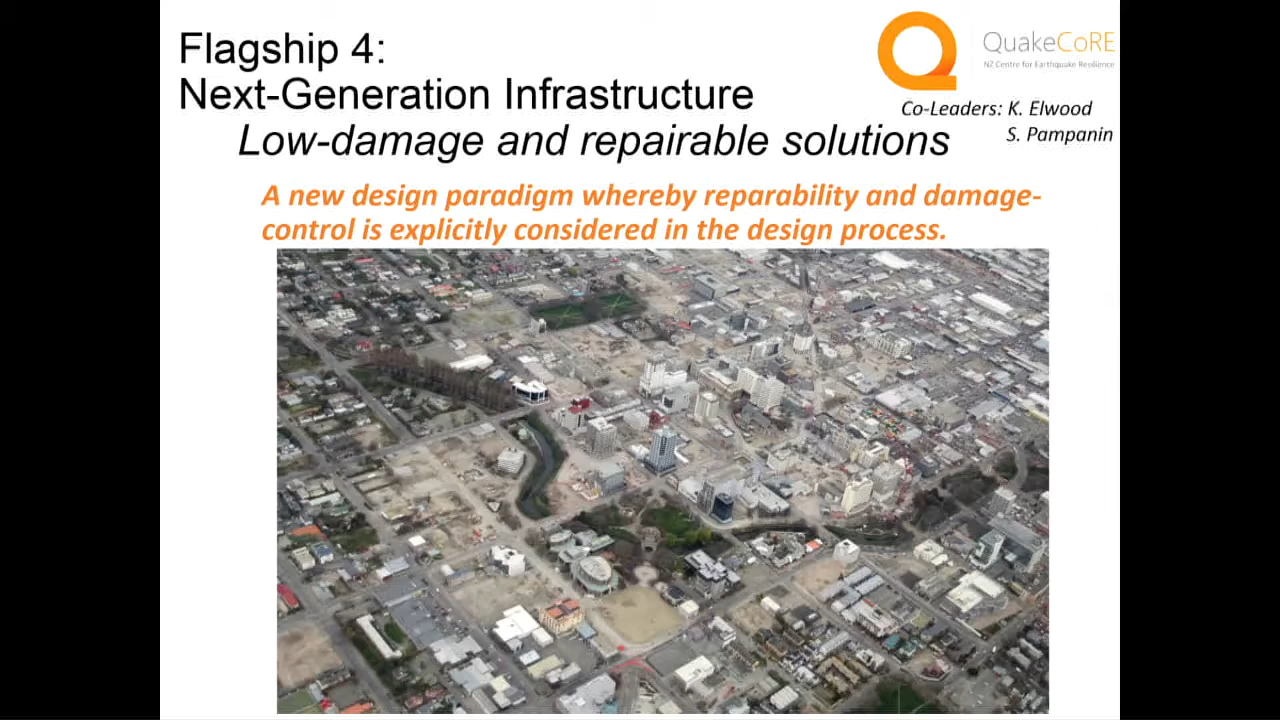 Flagship 4:
Next-Generation Infrastructure
Low-damage and repairable solutions
QuakeCoRE
NZ Centre for Earthquake Resilience
Co-Leaders: K. Elwood
S. Pampanin
A new design paradigm whereby reparability and damage-
control is explicitly considered in the design process.